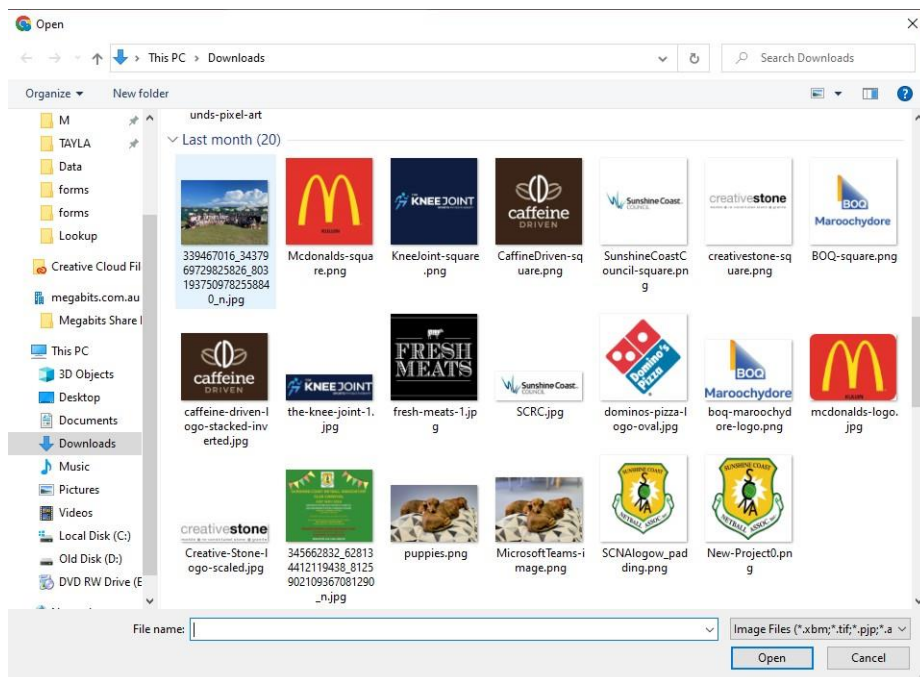 Open
This PC > Downloads
Search Downloads
Organize
New folder
M
TAYLA
Data
forms
forms
Lookup
Creative Cloud Fil
megabits.com.au
Megabits Share
This PC
3D Objects
Desktop
Documents
Downloads
Music
Pictures
Videos
Local Disk (C:)
Old Disk (D:)
DVD RW Drive (E
unds-pixel-art
Last month (20)
KNEE JOINT
caffeine
DRIVEN
Sunshine Coast.
COUNCIL
creativestone
BOQ
Maroochydore
339467016_34379
69729825826_803
193750978255884
0_n.jpg
Mcdonalds-squa
re.png
KneeJoint-square
.png
CaffineDriven-sq
uare.png
SunshineCoastC
ouncil-square.pn
g
creativestone-sq
uare.png
BOQ-square.png
caffeine
DRIVEN
KNEE JOINT
FRESH
MEATS
Sunshine Coast.
Domino's
Pizza
BOQ
Maroochydore
caffeine-driven-l
ogo-stacked-inv
erted.jpg
the-knee-joint-1.
jpg
fresh-meats-1.jp
g
SCRC.jpg
dominos-pizza-l
ogo-oval.jpg
boq-maroochyd
ore-logo.png
mcdonalds-logo.
jpg
creativestone
SUNSHINE COAST
NETBALL ASSOC
SUNSHINE COAST
NETBALL ASSOC
Creative-Stone-l
ogo-scaled.jpg
345662832_62813
4412119438_8125
902109367081290
_n.jpg
puppies.png
MicrosoftTeams-i
mage.png
SCNAlogow_pad
ding.png
New-Project0.pn
g
File name:
Image Files (*.xbm;*.tif;*.pjp;*.a
Open
Cancel